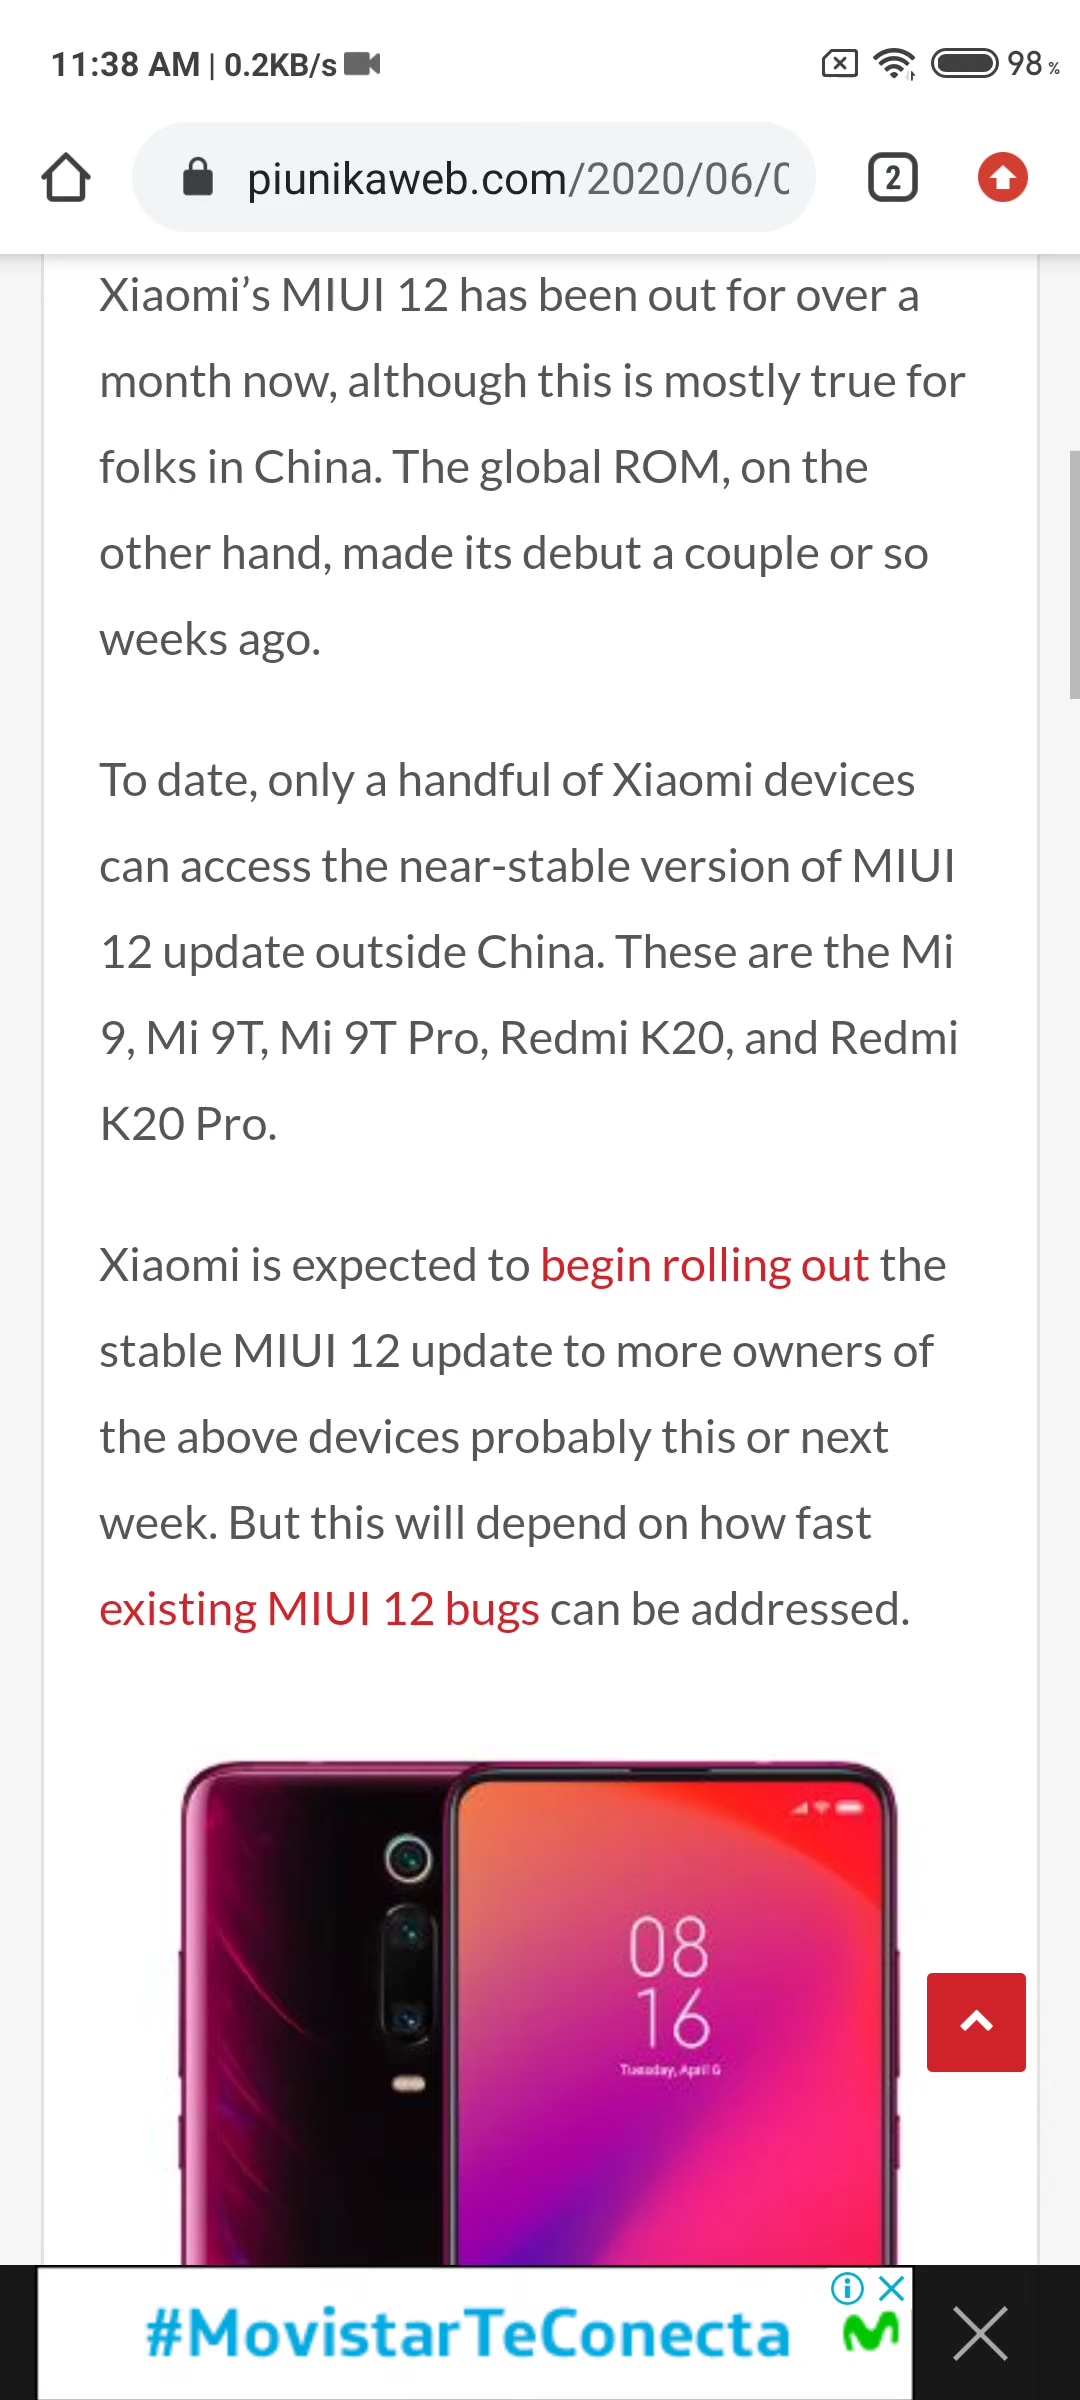 11:38 AM | 0.2KB/s
98 %
piunikaweb.com/2020/06/0
2
Xiaomi’s MIUI 12 has been out for over a
month now, although this is mostly true for
folks in China. The global ROM, on the
other hand, made its debut a couple or so
weeks ago.
To date, only a handful of Xiaomi devices
can access the near-stable version of MIUI
12 update outside China. These are the Mi
9, Mi 9T, Mi 9T Pro, Redmi K20, and Redmi
K20 Pro.
Xiaomi is expected to begin rolling out the
stable MIUI 12 update to more owners of
the above devices probably this or next
week. But this will depend on how fast
existing MIUI 12 bugs can be addressed.
08
16
Tuesday, April 6
#MovistarTeConecta